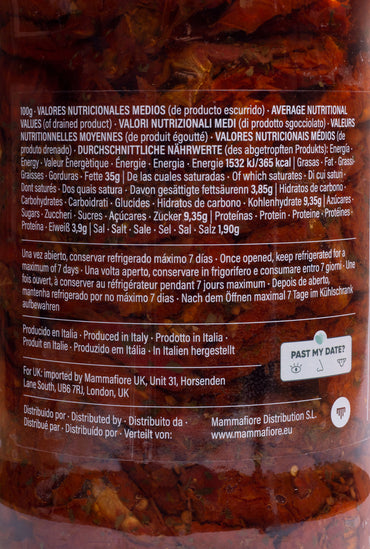 100g · VALORES NUTRICIONALES MEDIOS (de producto escurrido) · AVERAGE NUTRITIONAL
VALUES (of drained product) · VALORI NUTRIZIONALI MEDI (di prodotto sgocciolato) · VALEURS
NUTRITIONNELLES MOYENNES (de produit égoutté) · VALORES NUTRICIONAIS MÉDIOS (de
produto drenado) · DURCHSCHNITTLICHE NÄHRWERTE (des abgetropften Produkts): Energía ·
Energy · Valeur Énergètique · Énergie · Energia · Energie 1532 kJ/365 kcal | Grasas · Fat · Grassi ·
Graisses · Gorduras · Fette 35g | De las cuales saturadas · Of which saturates · Di cui saturi ·
Dont saturés · Dos quais satura · Davon gesättigte fettsäurenn 3,85g | Hidratos de carbono ·
Carbohydrates · Carboidrati · Glucides · Hidratos de carbono · Kohlenhydrate 9,35g | Azúcares ·
Sugars · Zuccheri · Sucres · Açúcares · Zücker 9,35g | Proteínas · Protein · Proteine · Protéines ·
Proteína · Eiweiß 3,9g | Sal · Salt · Sale · Sel · Sal · Salz 1,90g
Una vez abierto, conservar refrigerado máximo 7 días · Once opened, keep refrigerated for a
maximum of 7 days · Una volta aperto, conservare in frigorifero e consumare entro 7 giorni · Une
fois ouvert, à conserver au réfrigérateur pendant 7 jours maximum · Depois de aberto,
mantenha refrigerado por no máximo 7 dias · Nach dem Öffnen maximal 7 Tage im Kühlschrank
aufbewahren
Producido en Italia · Produced in Italy · Prodotto in Italia ·
Produit en Italie · Produzido em Itália · In Italien hergestellt
PAST MY DATE?
For UK: imported by Mammafiore UK, Unit 31, Horsenden
Lane South, UB6 7RJ, London, UK
Distribuido por · Distributed by · Distribuito da ·
Distribué par · Distribuído por · Verteilt von:
Mammafiore Distribution S.L
www.mammafiore.eu